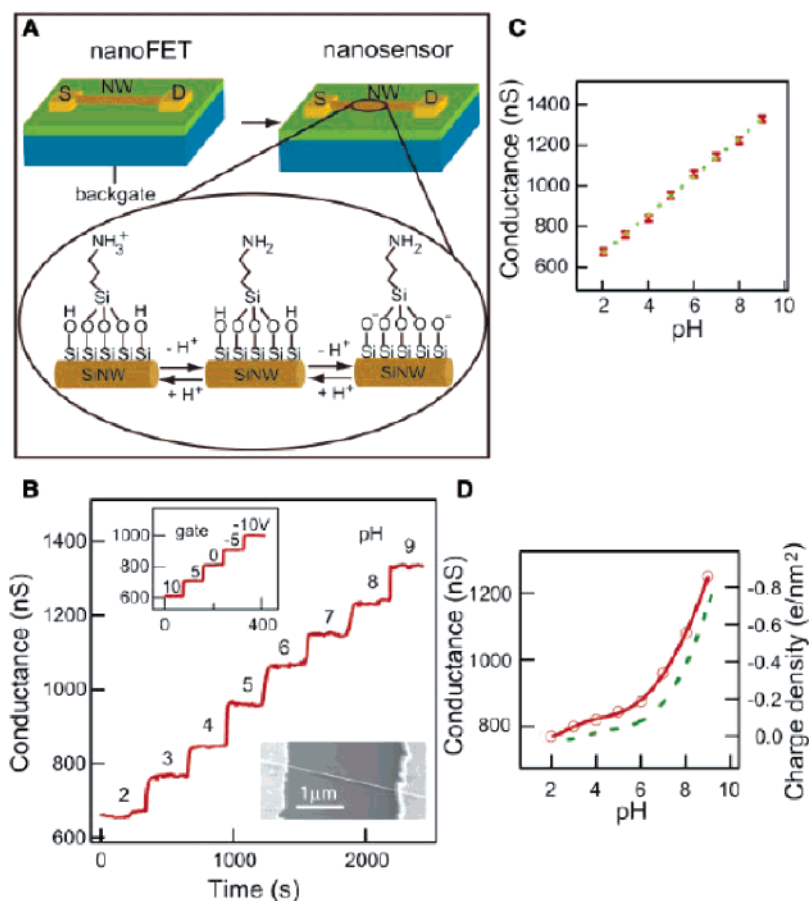 A
nanoFET
nanosensor
S NW D
S NW D
backgate
NH3+
NH2
NH2
Si
Si
Si
H H
H H
O O O O O
O O O O O
O- O O O O-
Si Si Si Si Si
Si Si Si Si Si
Si Si Si Si Si
- H+
- H+
SiNW
SiNW
SiNW
+ H+
+ H+
C
Conductance (nS)
1400
1200
1000
800
600
2 4 6 8 10
pH
B
Conductance (nS)
1400
1200
1000
800
600
gate
1000
800
600
10
5
0
-5
-10V
0 400
pH
2
3
4
5
6
7
8
9
1μm
0 1000 2000
Time (s)
D
Conductance (nS)
1200
1000
800
Charge density (e/nm2)
-0.8
-0.6
-0.4
-0.2
0.0
2 4 6 8 10
pH